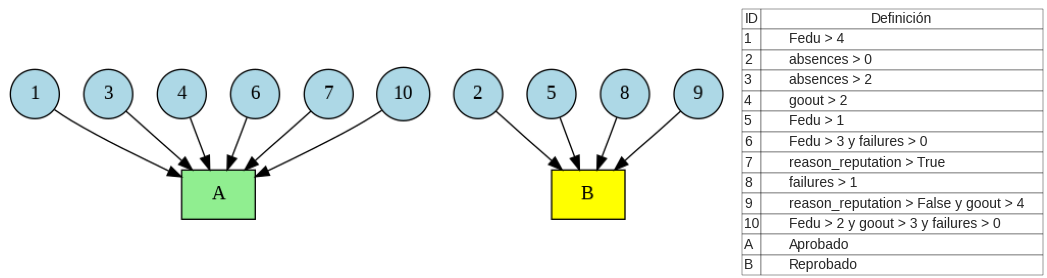 1 3 4 6 7 10 2 5 8 9
A B
ID Definición
1 Fedu > 4
2 absences > 0
3 absences > 2
4 goout > 2
5 Fedu > 1
6 Fedu > 3 y failures > 0
7 reason_reputation > True
8 failures > 1
9 reason_reputation > False y goout > 4
10 Fedu > 2 y goout > 3 y failures > 0
A Aprobado
B Reprobado